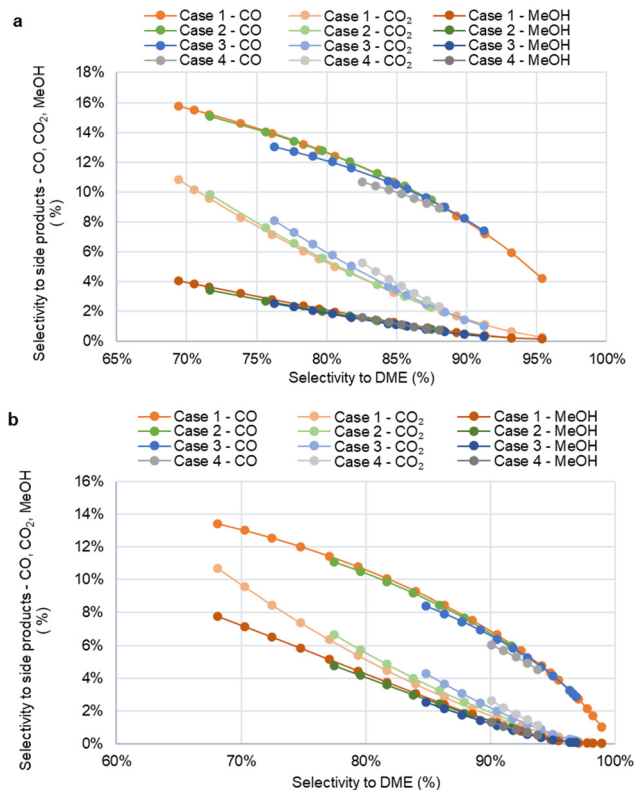 a
Case 1 - CO Case 1 - CO₂ Case 1 - MeOH
Case 2 - CO Case 2 - CO₂ Case 2 - MeOH
Case 3 - CO Case 3 - CO₂ Case 3 - MeOH
Case 4 - CO Case 4 - CO₂ Case 4 - MeOH
Selectivity to side products - CO, CO₂, MeOH
(%)
18%
16%
14%
12%
10%
8%
6%
4%
2%
0%
65% 70% 75% 80% 85% 90% 95% 100%
Selectivity to DME (%)
b
Case 1 - CO Case 1 - CO₂ Case 1 - MeOH
Case 2 - CO Case 2 - CO₂ Case 2 - MeOH
Case 3 - CO Case 3 - CO₂ Case 3 - MeOH
Case 4 - CO Case 4 - CO₂ Case 4 - MeOH
Selectivity to side products - CO, CO₂, MeOH
(%)
16%
14%
12%
10%
8%
6%
4%
2%
0%
60% 70% 80% 90% 100%
Selectivity to DME (%)